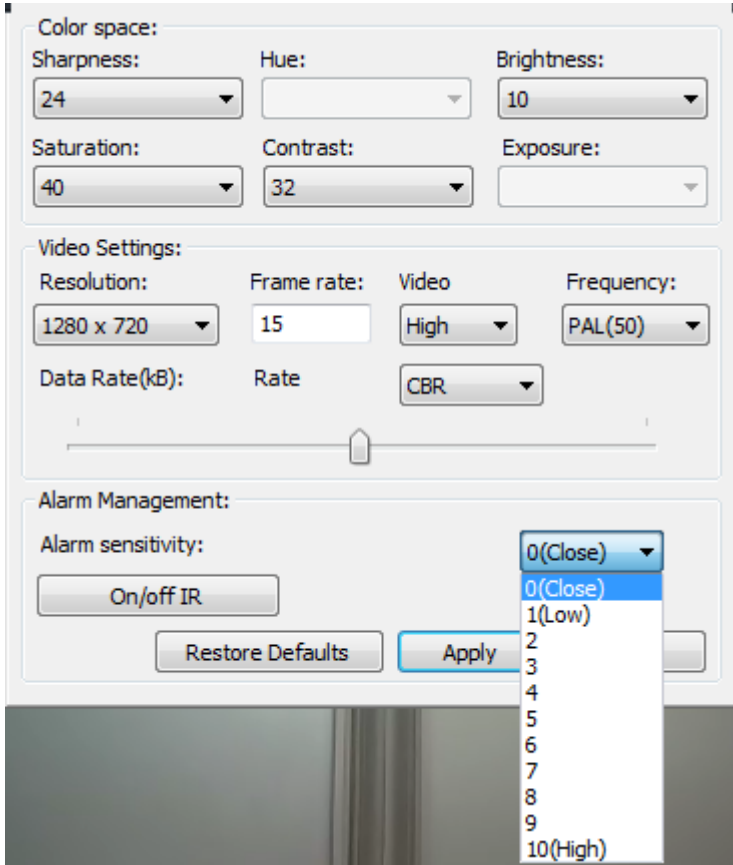 Color space:
Sharpness: Hue: Brightness:
24 10
Saturation: Contrast: Exposure:
40 32
Video Settings:
Resolution: Frame rate: Video Frequency:
1280 x 720 15 High PAL(50)
Data Rate(kB): Rate CBR
Alarm Management:
Alarm sensitivity: 0(Close)
On/off IR
Restore Defaults Apply
0(Close)
1(Low)
2
3
4
5
6
7
8
9
10(High)